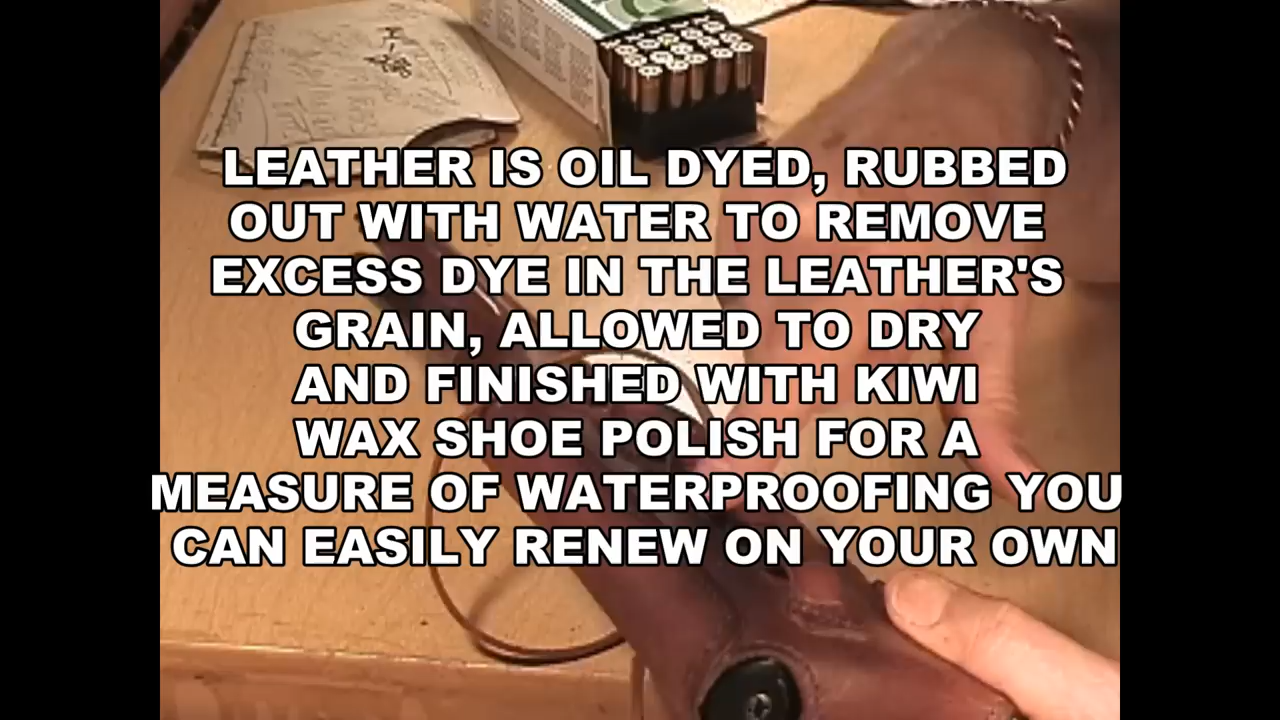 LEATHER IS OIL DYED, RUBBED
OUT WITH WATER TO REMOVE
EXCESS DYE IN THE LEATHER'S
GRAIN, ALLOWED TO DRY
AND FINISHED WITH KIWI
WAX SHOE POLISH FOR A
MEASURE OF WATERPROOFING YOU
CAN EASILY RENEW ON YOUR OWN